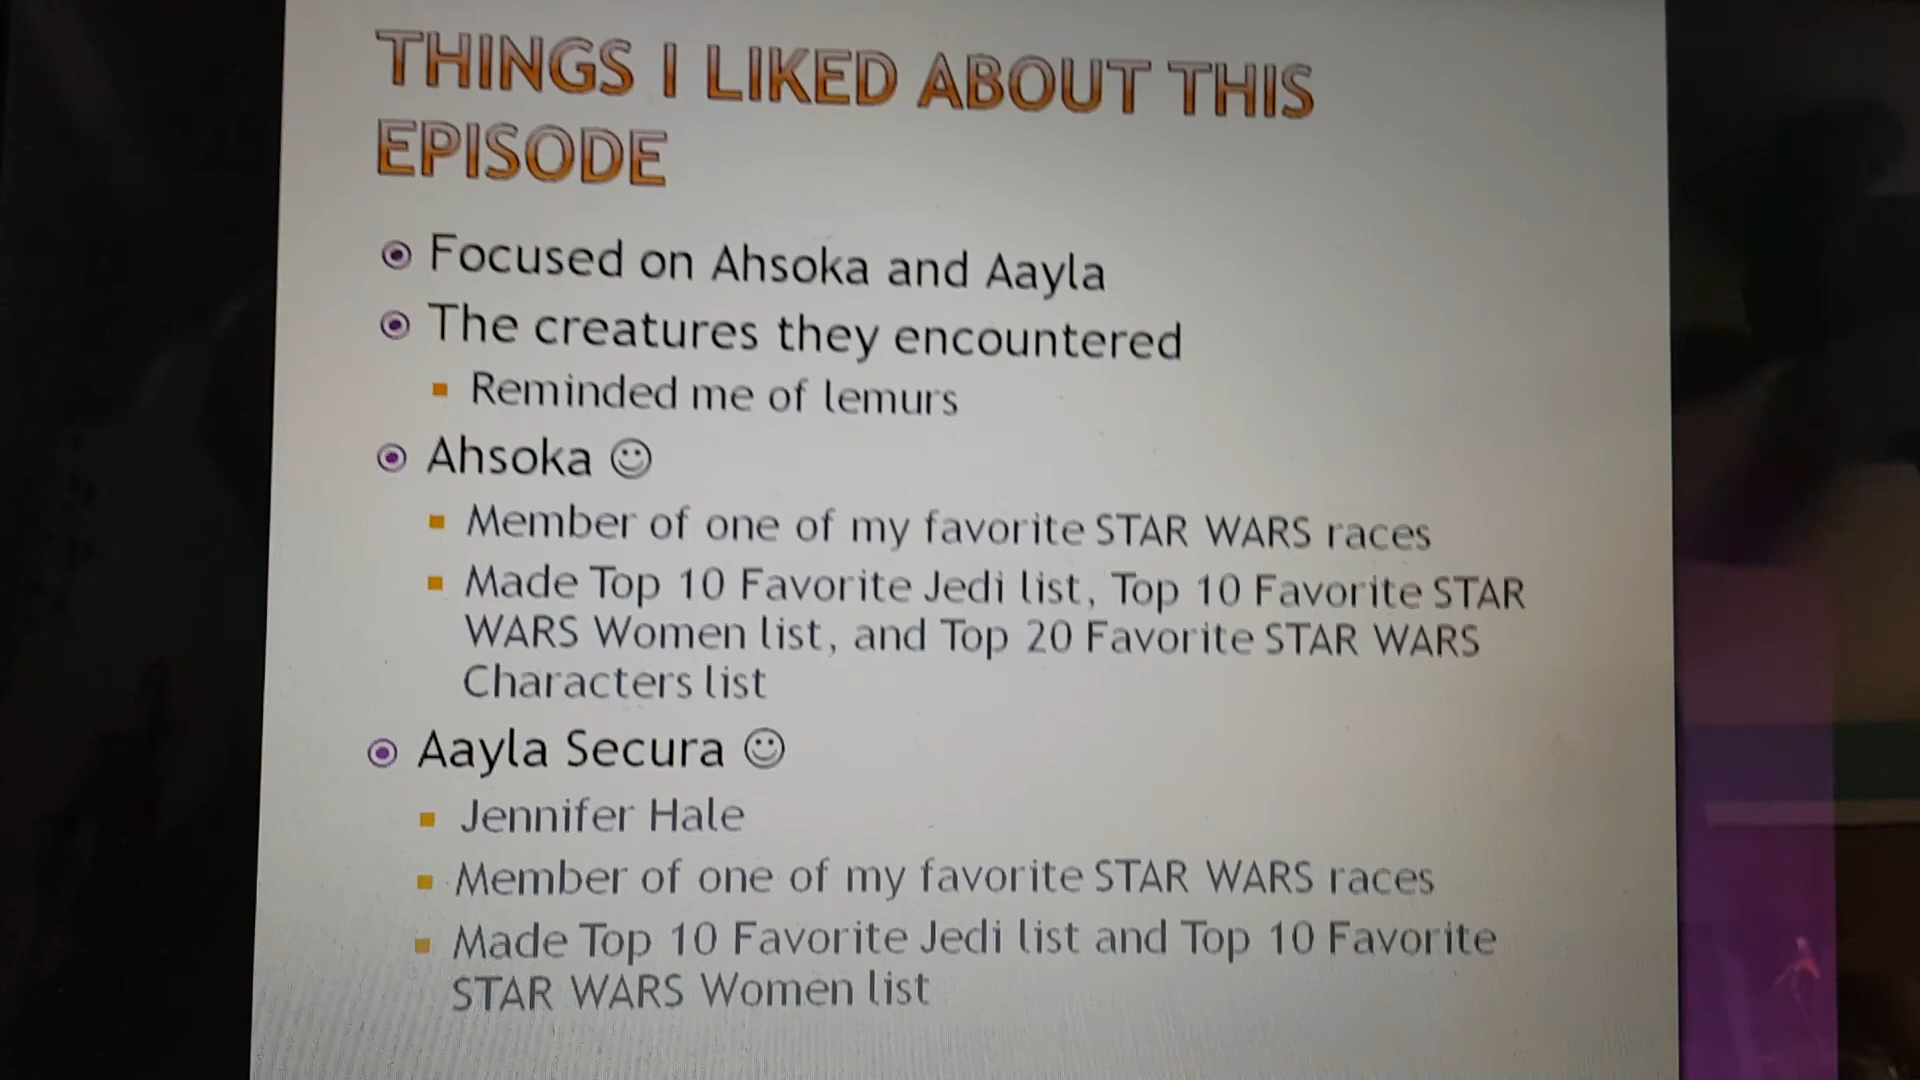 THINGS I LIKED ABOUT THIS
EPISODE
Focused on Ahsoka and Aayla
The creatures they encountered
Reminded me of lemurs
Ahsoka ☺
Member of one of my favorite STAR WARS races
Made Top 10 Favorite Jedi list, Top 10 Favorite STAR
WARS Women list, and Top 20 Favorite STAR WARS
Characters list
Aayla Secura ☺
Jennifer Hale
Member of one of my favorite STAR WARS races
Made Top 10 Favorite Jedi list and Top 10 Favorite
STAR WARS Women list